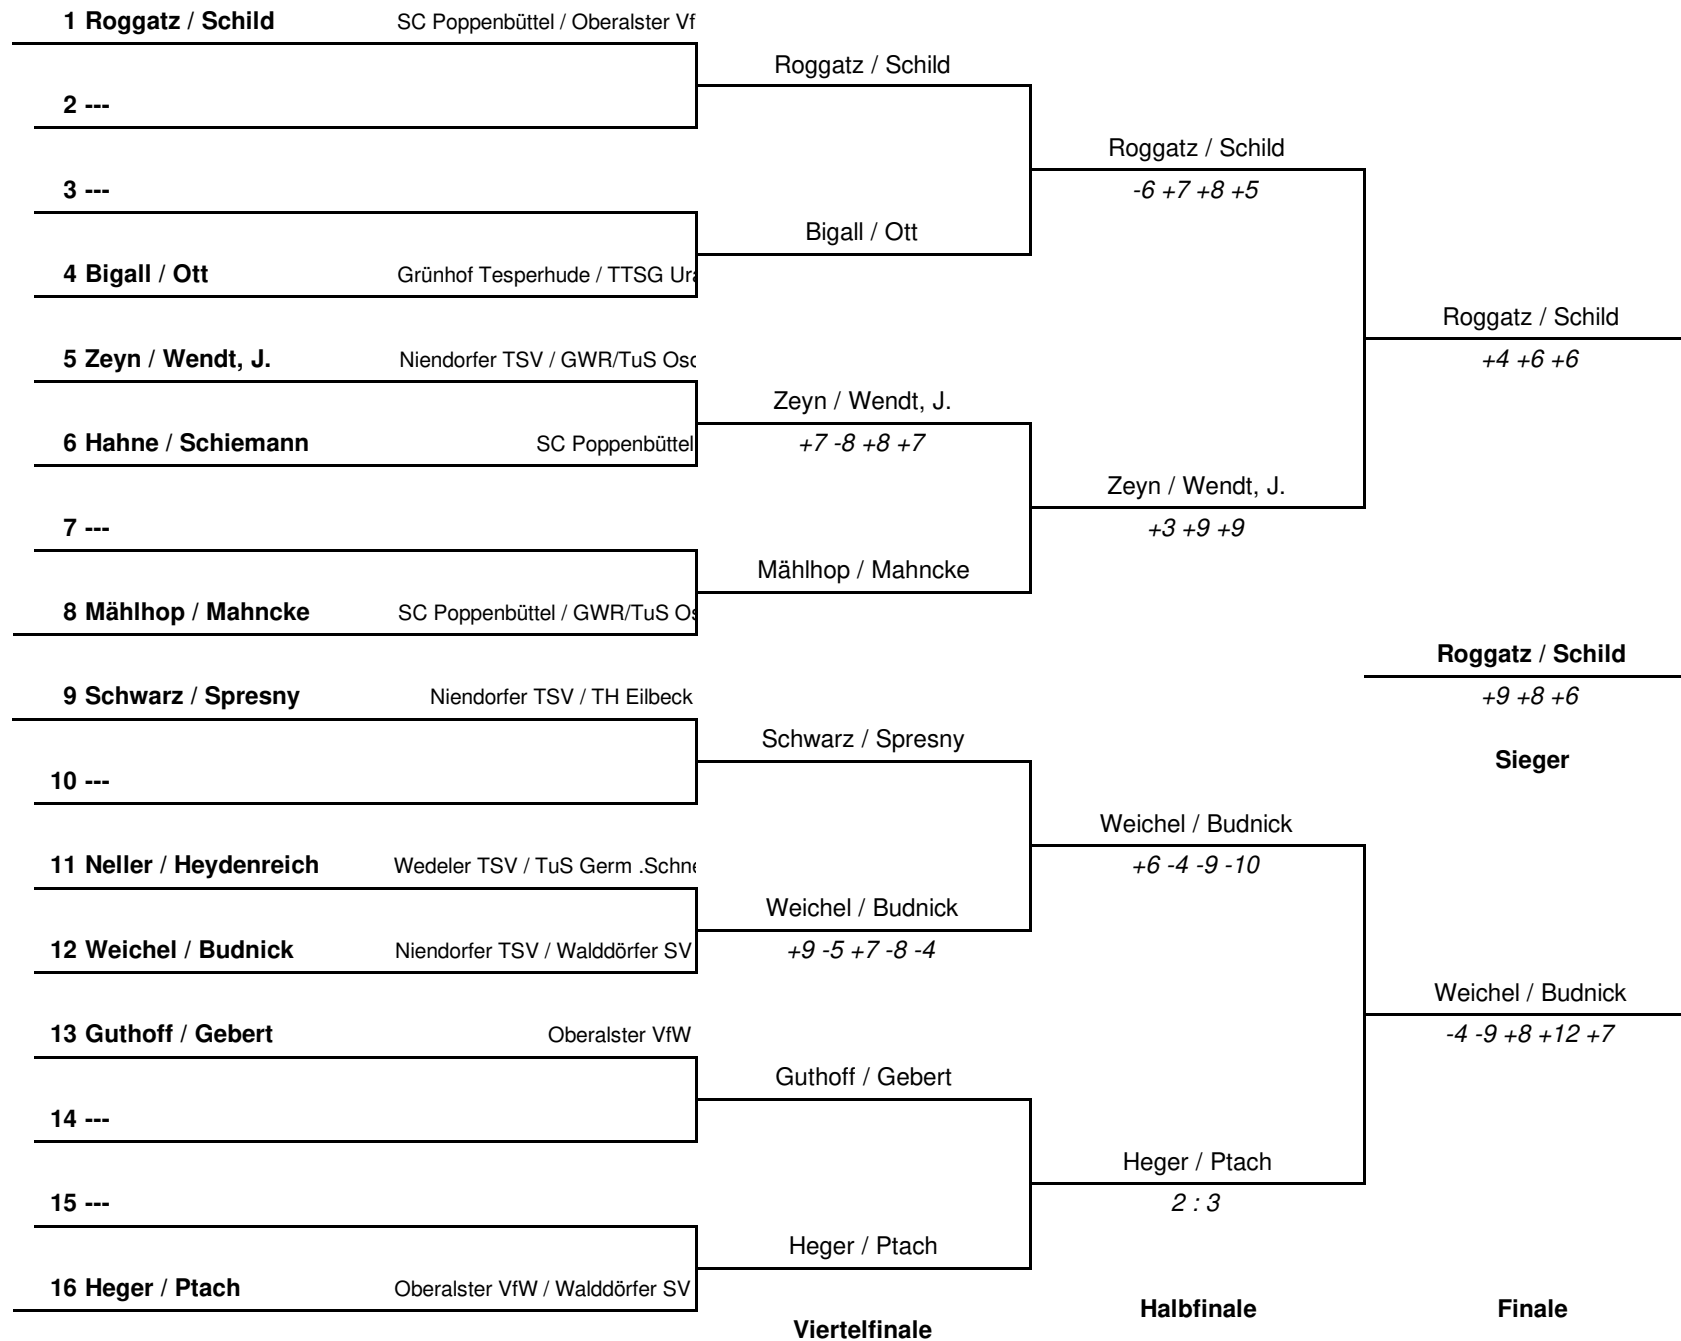 1 Roggatz / Schild SC Poppenbüttel / Oberalster Vf
Roggatz / Schild
2 ---
Roggatz / Schild
3 ---
-6 +7 +8 +5
Bigall / Ott
4 Bigall / Ott Grünhof Tesperhude / TTSG Ura
Roggatz / Schild
5 Zeyn / Wendt, J. Niendorfer TSV / GWR/TuS Osd
+4 +6 +6
Zeyn / Wendt, J.
6 Hahne / Schiemann SC Poppenbüttel
+7 -8 +8 +7
Zeyn / Wendt, J.
7 ---
+3 +9 +9
Mählhop / Mahncke
8 Mählhop / Mahncke SC Poppenbüttel / GWR/TuS Os
Roggatz / Schild
9 Schwarz / Spresny Niendorfer TSV / TH Eilbeck
+9 +8 +6
Schwarz / Spresny
Sieger
10 ---
Weichel / Budnick
11 Neller / Heydenreich Wedeler TSV / TuS Germ .Schne
+6 -4 -9 -10
Weichel / Budnick
12 Weichel / Budnick Niendorfer TSV / Walddörfer SV
+9 -5 +7 -8 -4
Weichel / Budnick
13 Guthoff / Gebert Oberalster VfW
-4 -9 +8 +12 +7
Guthoff / Gebert
14 ---
Heger / Ptach
15 ---
2 : 3
Heger / Ptach
16 Heger / Ptach Oberalster VfW / Walddörfer SV
Halbfinale Finale
Viertelfinale